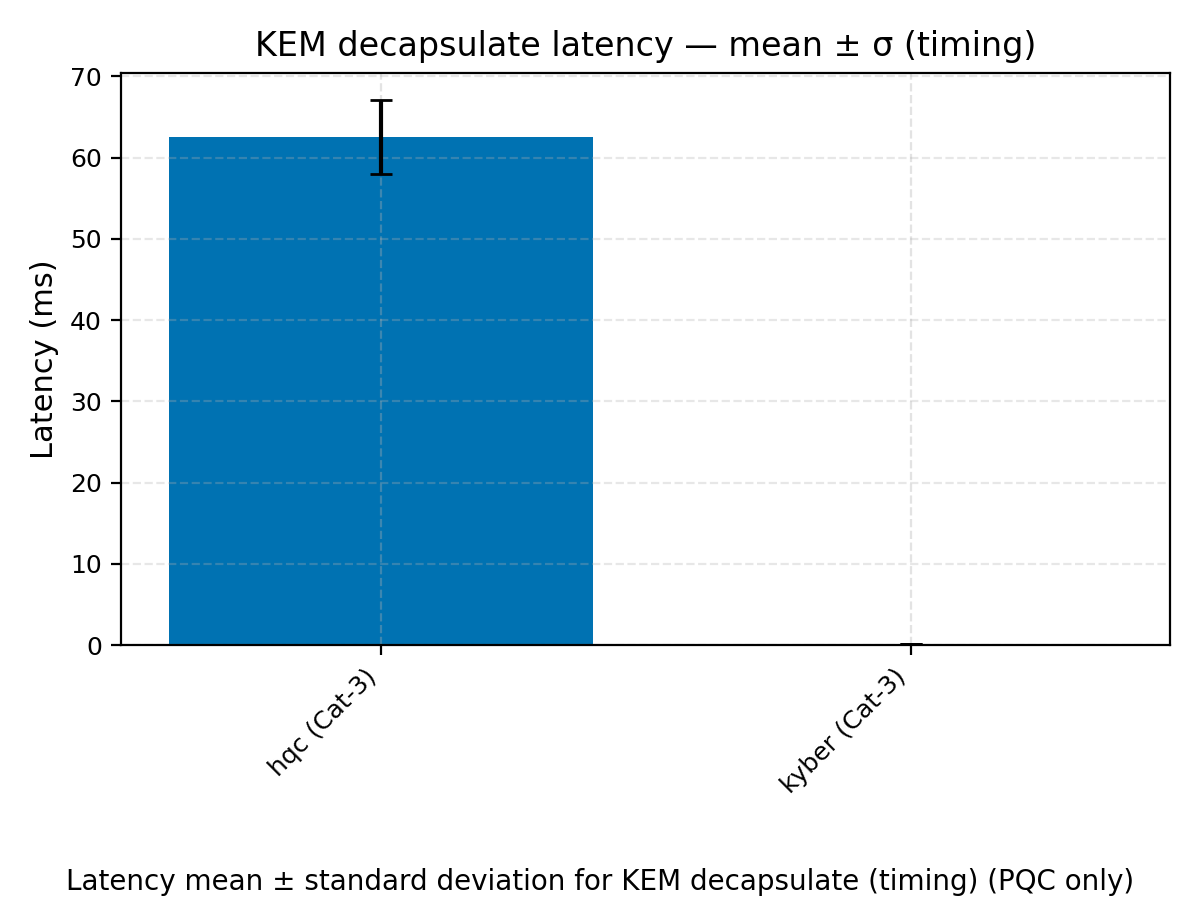 KEM decapsulate latency — mean ± σ (timing)
Latency (ms)
70
60
50
40
30
20
10
0
hqc (Cat-3)
kyber (Cat-3)
Latency mean ± standard deviation for KEM decapsulate (timing) (PQC only)